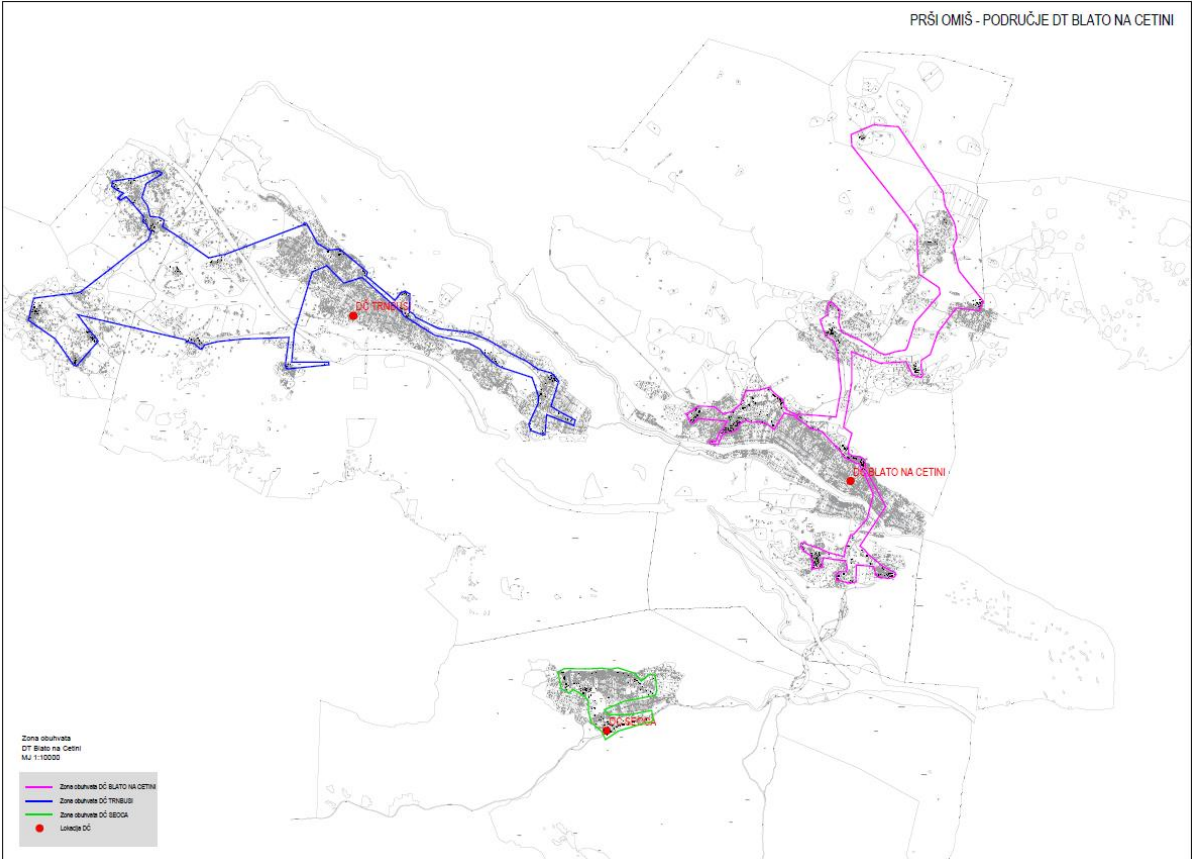 PRŠI OMIŠ - PODRUČJE DT BLATO NA CETINI
DČ TRNBUSI
DČ BLATO NA CETINI
DČ SEOCA
Zona obuhvata
DT Blato na Cetini
MJ 1:10000
Zona obuhvata DČ BLATO NA CETINI
Zona obuhvata DČ TRNBUSI
Zona obuhvata DČ SEOCA
Lokacija DČ